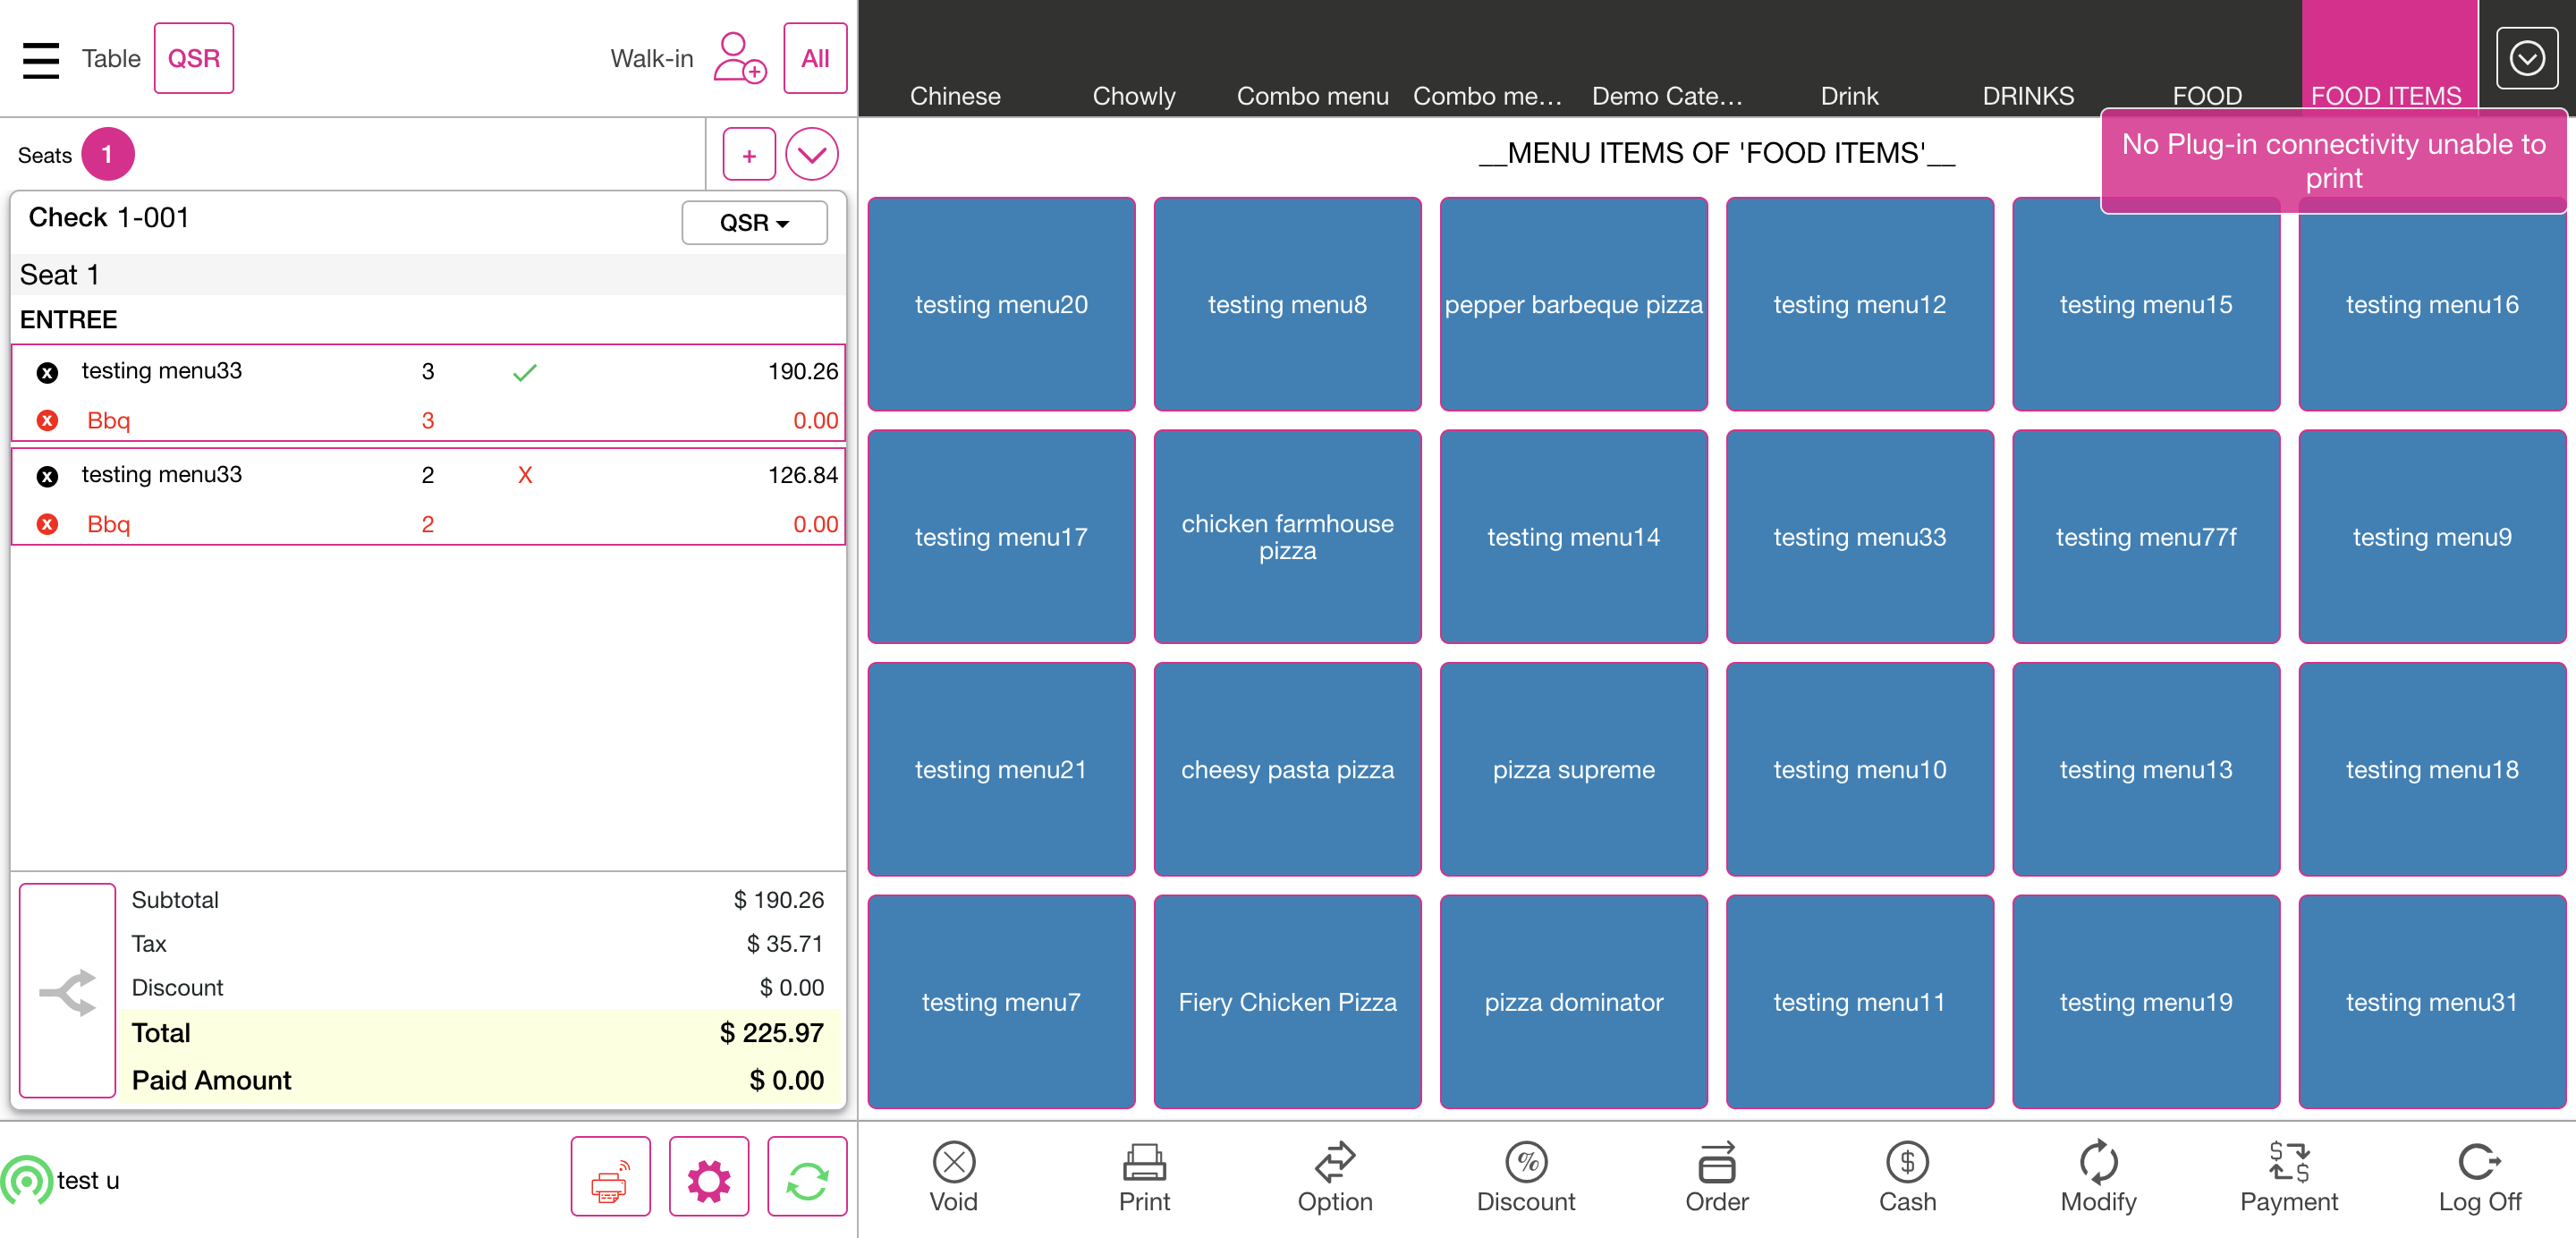 Table QSR Walk-in All
Chinese Chowly Combo menu Combo me... Demo Cate... Drink DRINKS FOOD FOOD ITEMS
Seats 1 +
__MENU ITEMS OF 'FOOD ITEMS'__
No Plug-in connectivity unable to
print
Check 1-001 QSR
Seat 1
ENTREE
x testing menu33 3 190.26
x Bbq 3 0.00
x testing menu33 2 X 126.84
x Bbq 2 0.00
Subtotal $ 190.26
Tax $ 35.71
Discount $ 0.00
Total $ 225.97
Paid Amount $ 0.00
test u
testing menu20 testing menu8 pepper barbeque pizza testing menu12 testing menu15 testing menu16
testing menu17 chicken farmhouse
pizza testing menu14 testing menu33 testing menu77f testing menu9
testing menu21 cheesy pasta pizza pizza supreme testing menu10 testing menu13 testing menu18
testing menu7 Fiery Chicken Pizza pizza dominator testing menu11 testing menu19 testing menu31
Void Print Option Discount Order Cash Modify Payment Log Off